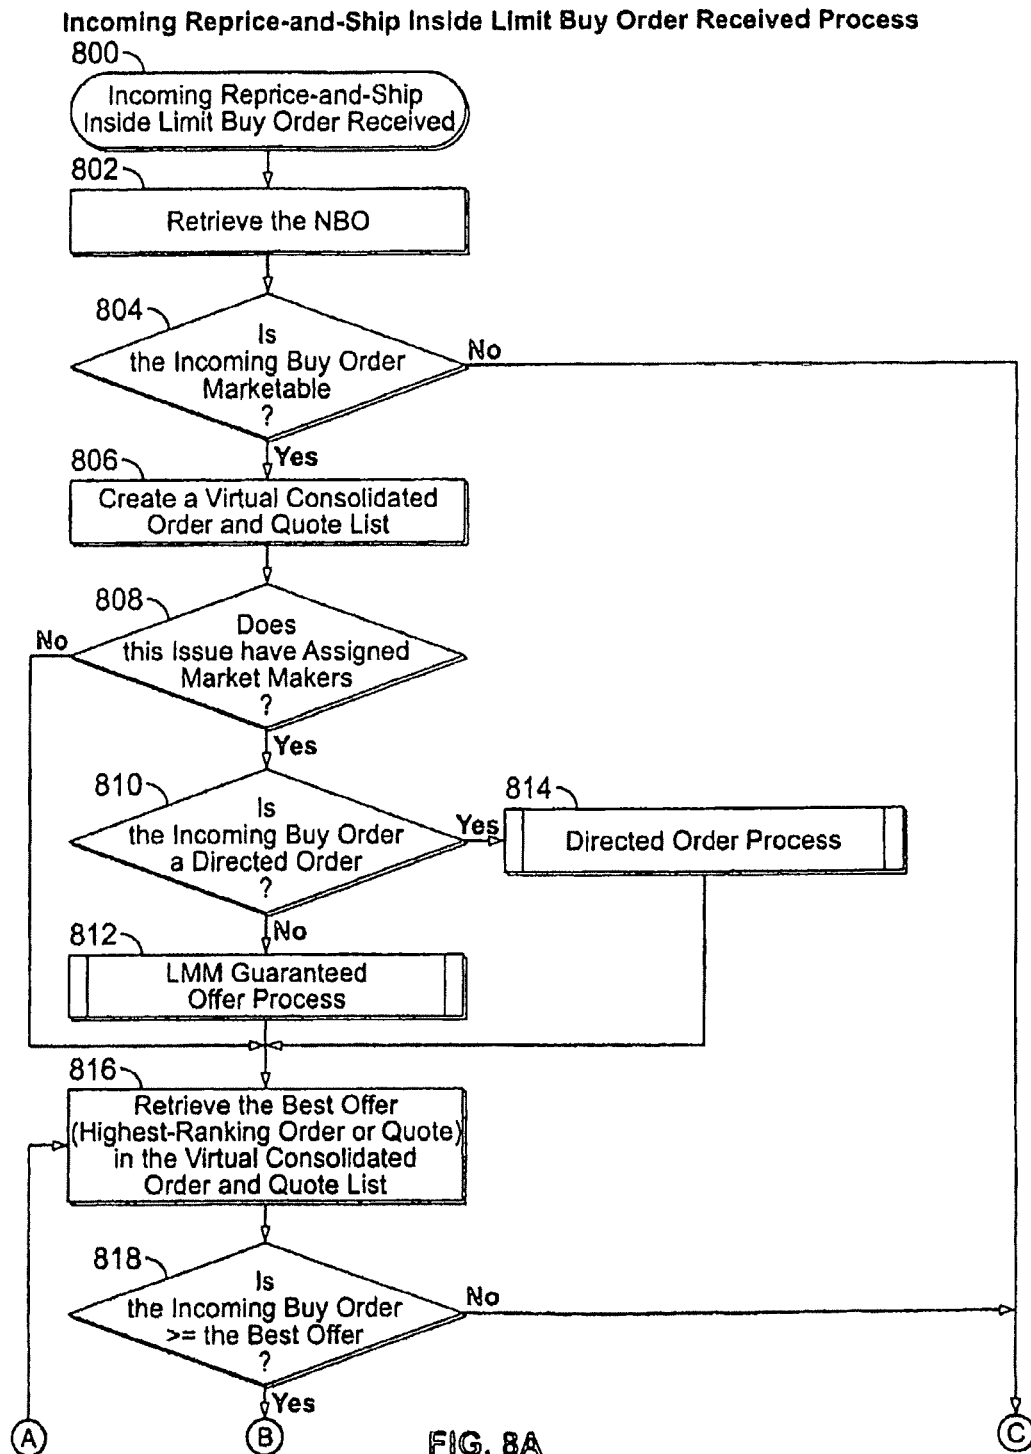 Incoming Reprice-and-Ship Inside Limit Buy Order Received Process
800
Incoming Reprice-and-Ship
Inside Limit Buy Order Received
802
Retrieve the NBO
804
Is
the Incoming Buy Order
Marketable
?
No
Yes
806
Create a Virtual Consolidated
Order and Quote List
808
No
Does
this Issue have Assigned
Market Makers
?
Yes
810
Is
the Incoming Buy Order
a Directed Order
?
Yes
814
Directed Order Process
No
812
LMM Guaranteed
Offer Process
816
Retrieve the Best Offer
(Highest-Ranking Order or Quote)
in the Virtual Consolidated
Order and Quote List
818
Is
the Incoming Buy Order
>= the Best Offer
?
No
Yes
A
B
C
FIG. 8A